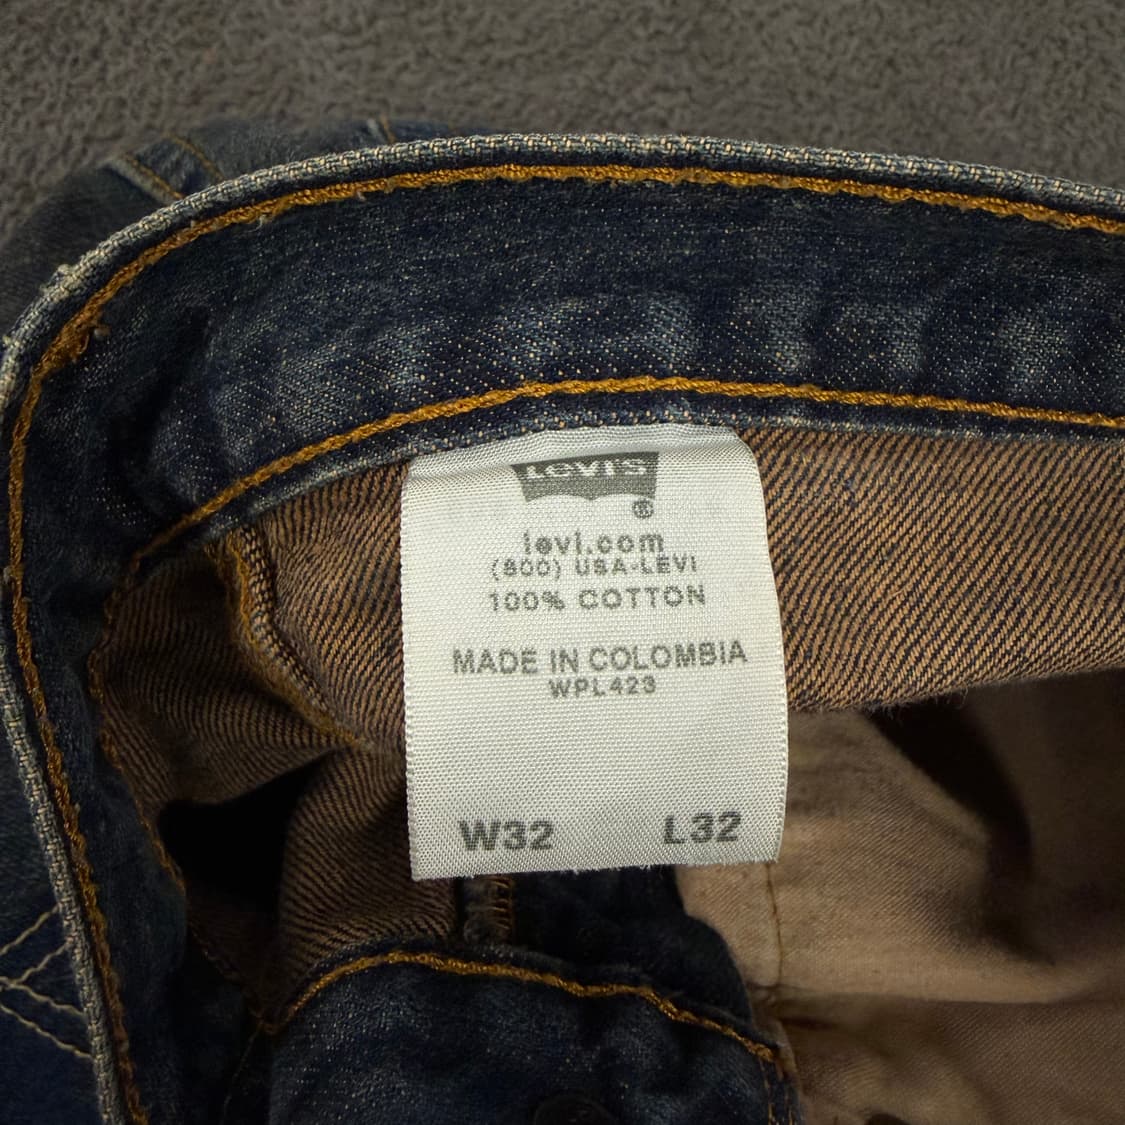 LEVI'S
®
levi.com
(800) USA-LEVI
100% COTTON
MADE IN COLOMBIA
WPL423
W32 L32